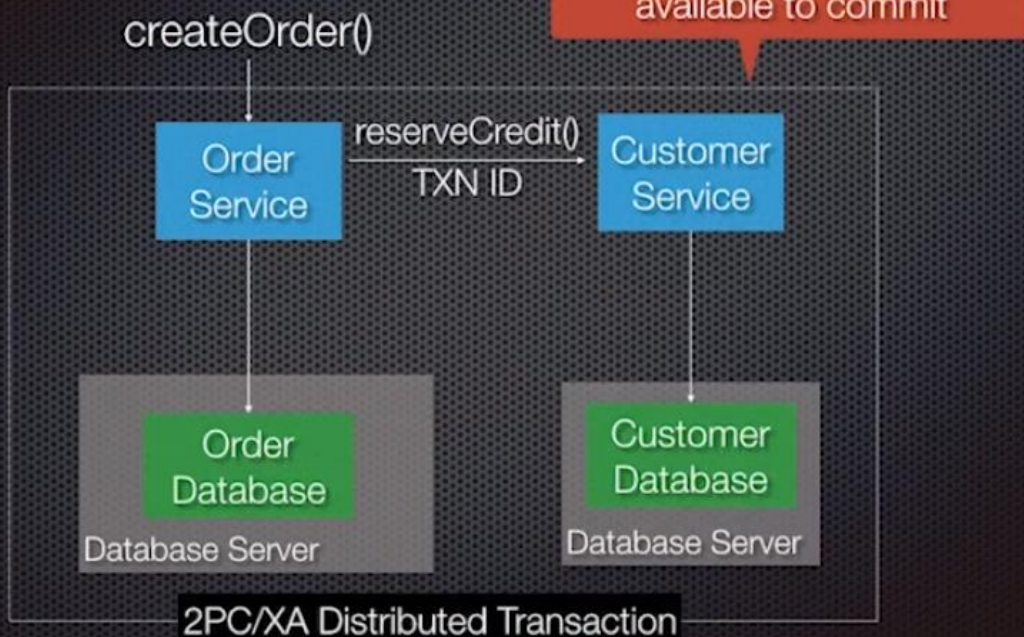 available to commit
createOrder()
reserveCredit()
TXN ID
Order
Service
Customer
Service
Order
Database
Database Server
Customer
Database
Database Server
2PC/XA Distributed Transaction